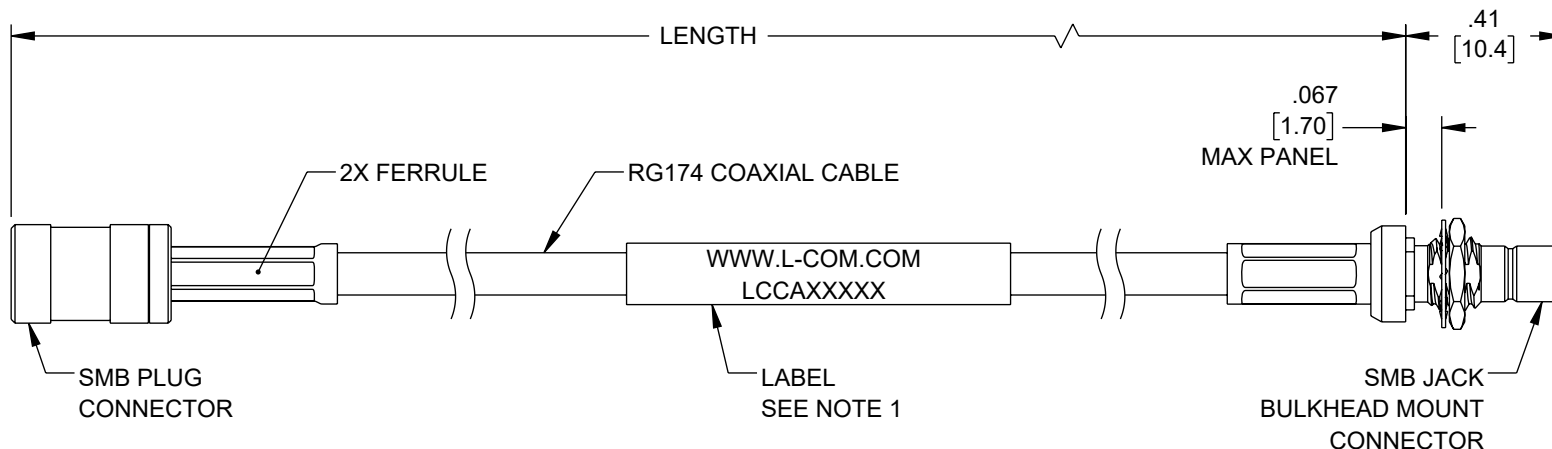 LENGTH
.41
[10.4]
.067
[1.70]
MAX PANEL
2X FERRULE
RG174 COAXIAL CABLE
WWW.L-COM.COM
LCCAXXXXX
SMB PLUG
CONNECTOR
LABEL
SEE NOTE 1
SMB JACK
BULKHEAD MOUNT
CONNECTOR